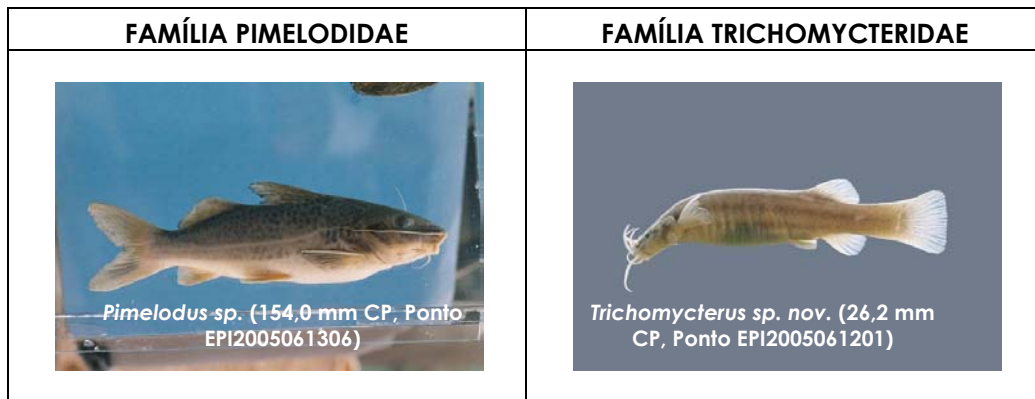 FAMÍLIA PIMELODIDAE
FAMÍLIA TRICHOMYCTERIDAE
Pimelodus sp. (154,0 mm CP, Ponto
EPI2005061306)
Trichomycterus sp. nov. (26,2 mm
CP, Ponto EPI2005061201)